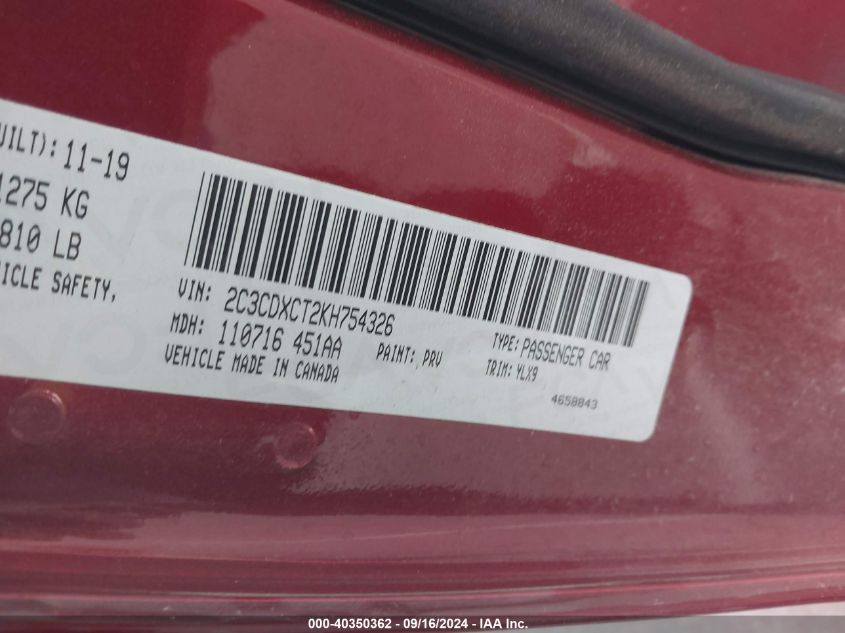 UILT): 11-19
1275 KG
810 LB
HICLE SAFETY,
VIN: 2C3CDXCT2KH754326
MDH: 110716 451AA
PAINT: PRV
TYPE: PASSENGER CAR
TRIM: YLX9
VEHICLE MADE IN CANADA
4658843
000-40350362 - 09/16/2024 - IAA Inc.